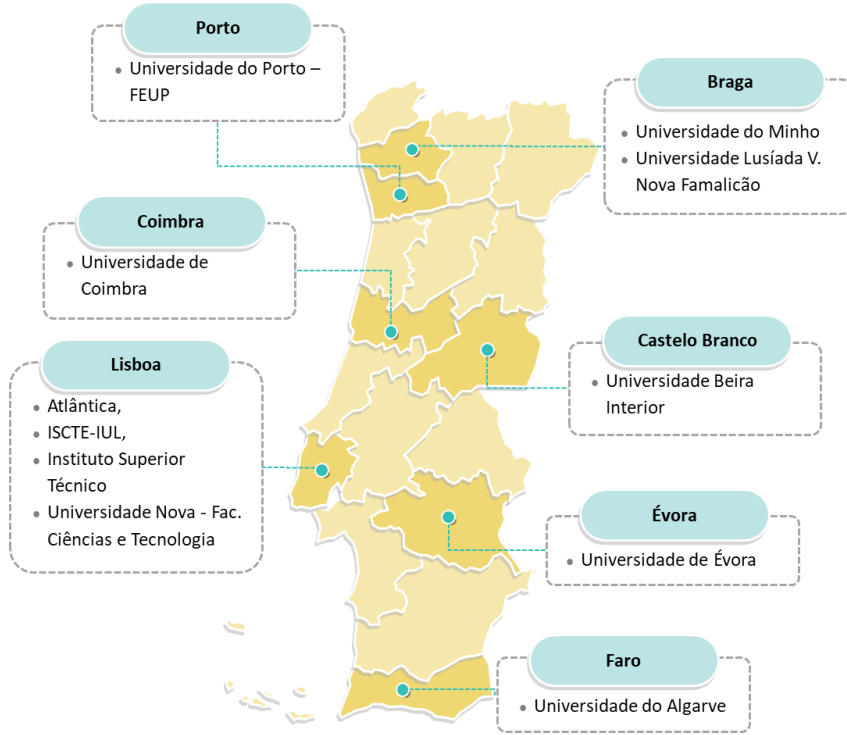 Porto
• Universidade do Porto –
FEUP
Braga
• Universidade do Minho
• Universidade Lusíada V.
Nova Famalicão
Coimbra
• Universidade de
Coimbra
Castelo Branco
• Universidade Beira
Interior
Lisboa
• Atlântica,
• ISCTE-IUL,
• Instituto Superior
Técnico
• Universidade Nova - Fac.
Ciências e Tecnologia
Évora
• Universidade de Évora
Faro
• Universidade do Algarve